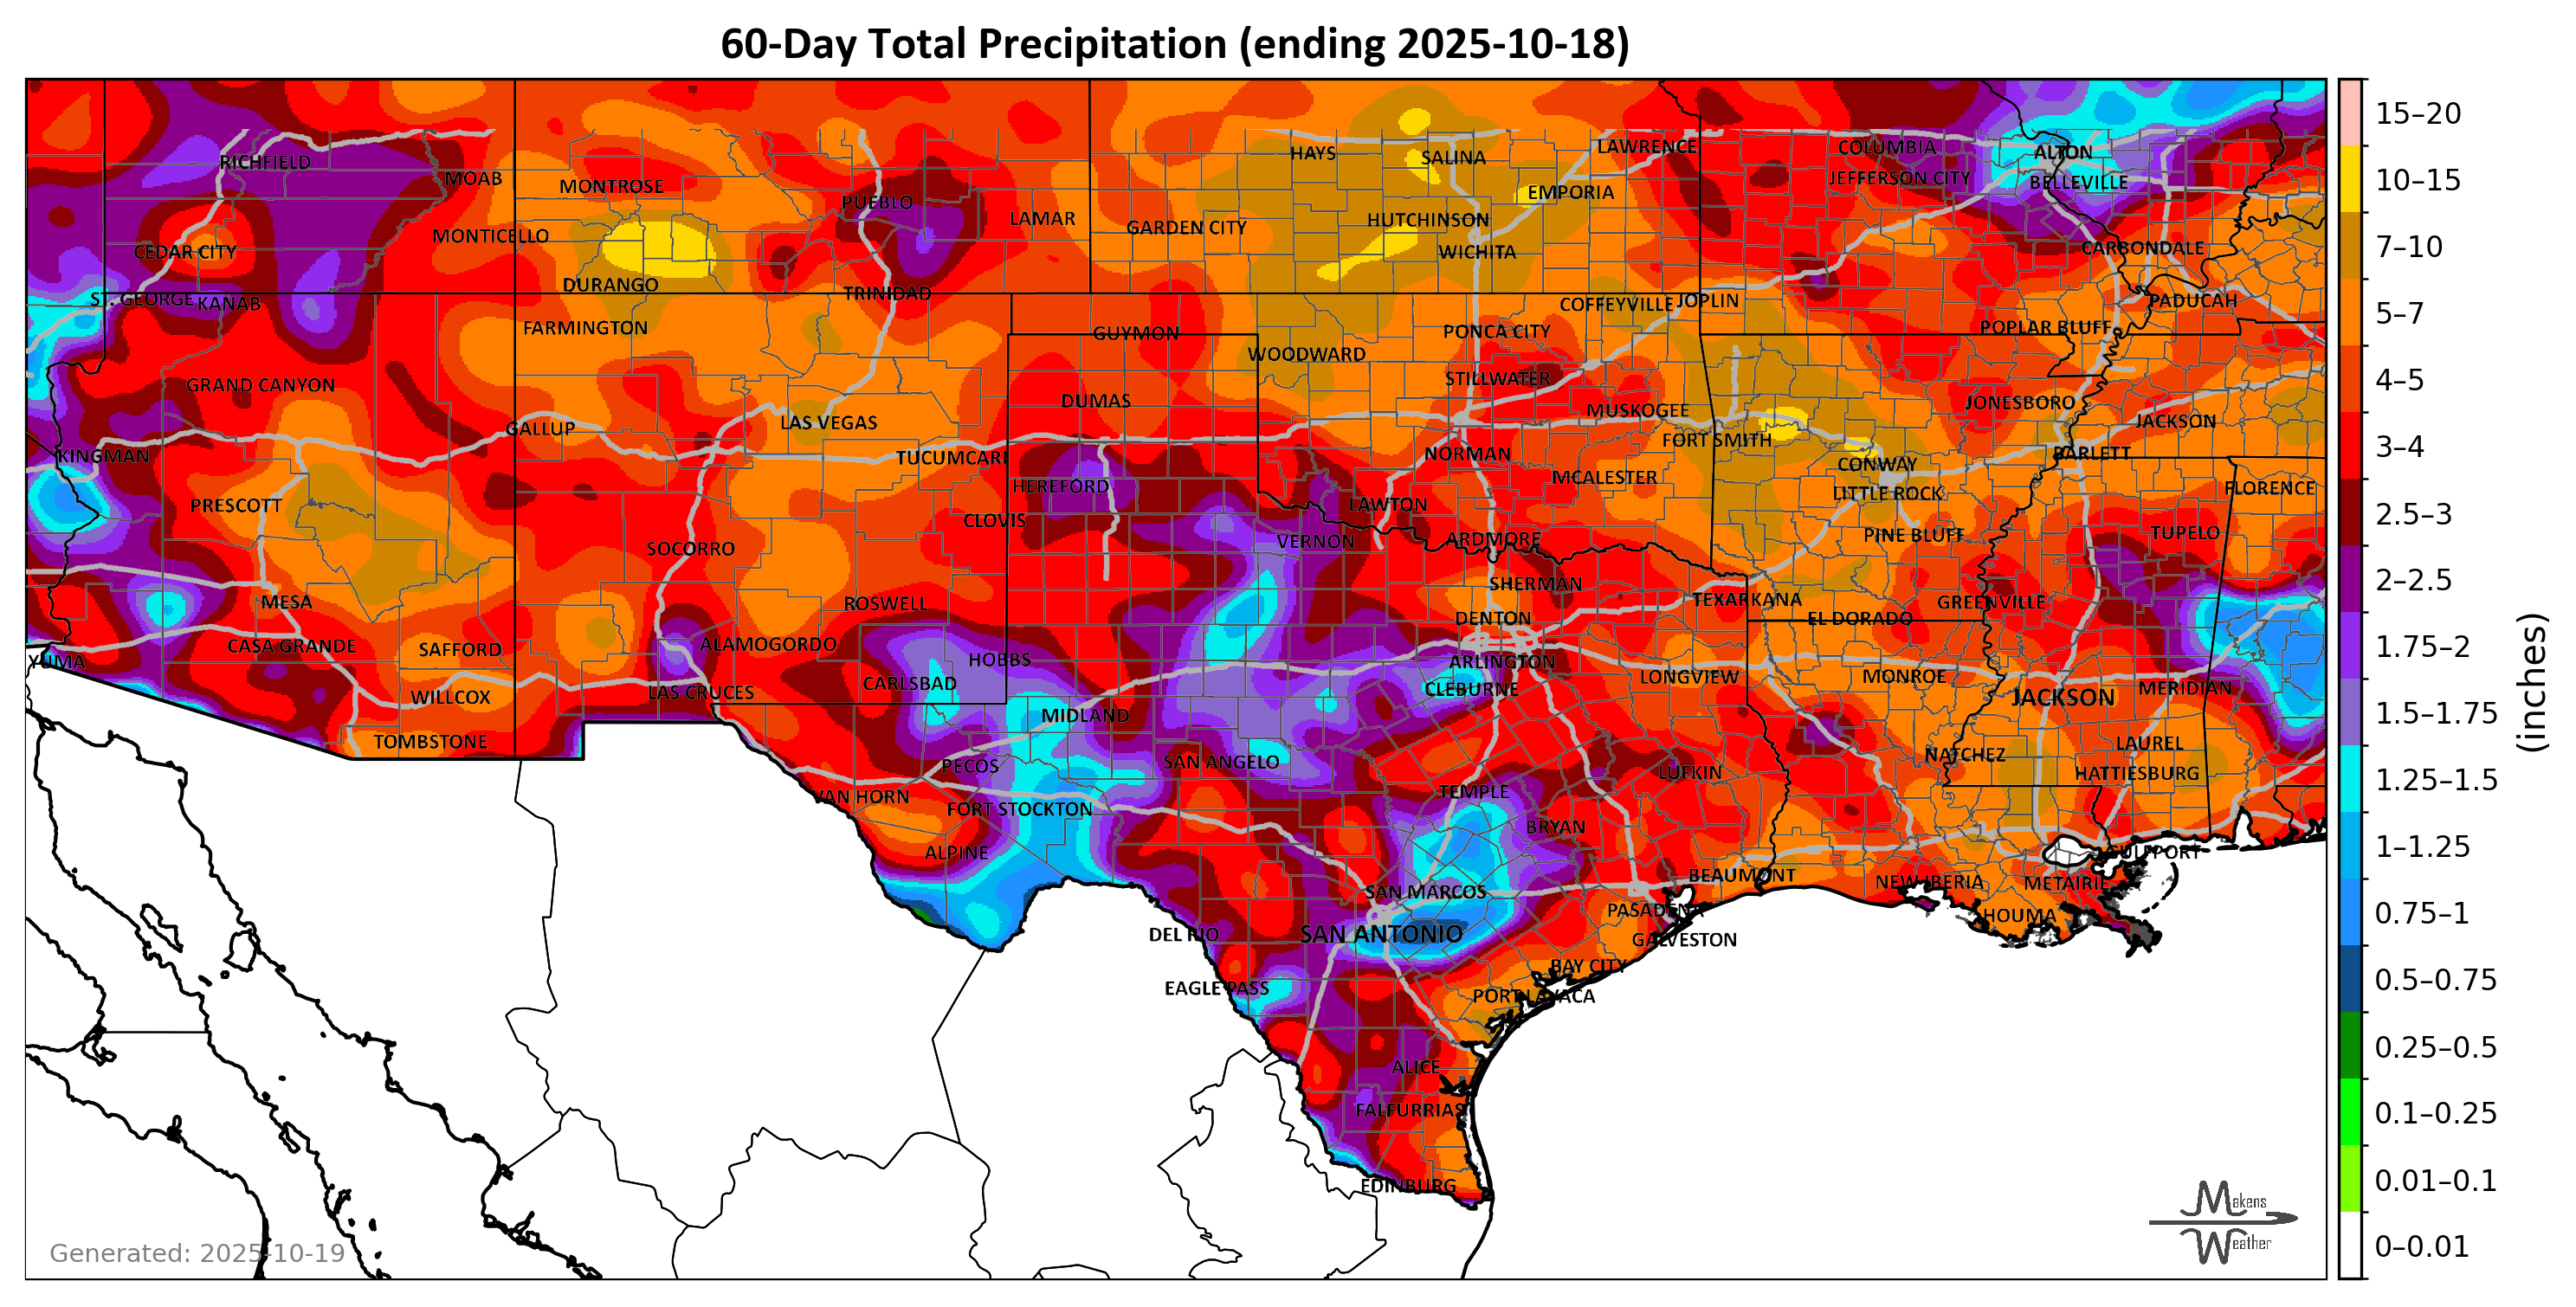 60-Day Total Precipitation (ending 2025-10-18)
15–20
10–15
7–10
5–7
4–5
3–4
2.5–3
2–2.5
1.75–2
1.5–1.75
1.25–1.5
1–1.25
0.75–1
0.5–0.75
0.25–0.5
0.1–0.25
0.01–0.1
0–0.01
(inches)
RICHFIELD
MOAB
MONTROSE
PUEBLO
LAMAR
HAYS
SALINA
LAWRENCE
COLUMBIA
ALTON
JEFFERSON CITY
BELLEVILLE
EMPORIA
HUTCHINSON
GARDEN CITY
WICHITA
MONTICELLO
CEDAR CITY
CARBONDALE
DURANGO
TRINIDAD
ST. GEORGE
KANAB
COFFEYVILLE
JOPLIN
PADUCAH
FARMINGTON
GUYMON
PONCA CITY
POPLAR BLUFF
WOODWARD
GRAND CANYON
STILLWATER
DUMAS
MUSKOGEE
JONESBORO
GALLUP
LAS VEGAS
JACKSON
FORT SMITH
KINGMAN
TUCUMCARI
NORMAN
BARLETT
CONWAY
HEREFORD
MCALESTER
LITTLE ROCK
FLORENCE
PRESCOTT
LAWTON
CLOVIS
SOCORRO
VERNON
ARDMORE
PINE BLUFF
TUPELO
MESA
ROSWELL
SHERMAN
TEXARKANA
GREENVILLE
DENTON
EL DORADO
CASA GRANDE
SAFFORD
ALAMOGORDO
YUMA
HOBBS
ARLINGTON
WILLCOX
LAS CRUCES
CARLSBAD
CLEBURNE
LONGVIEW
MONROE
JACKSON
MERIDIAN
MIDLAND
TOMBSTONE
PECOS
SAN ANGELO
NATCHEZ
LAUREL
LUFKIN
HATTIESBURG
VAN HORN
FORT STOCKTON
TEMPLE
BRYAN
ALPINE
GULFPORT
SAN MARCOS
BEAUMONT
NEW IBERIA
METAIRIE
PASADENA
HOUMA
DEL RIO
SAN ANTONIO
GALVESTON
BAY CITY
EAGLE PASS
PORT LAVACA
ALICE
FALFURRIAS
EDINBURG
Generated: 2025-10-19
Makens
Weather